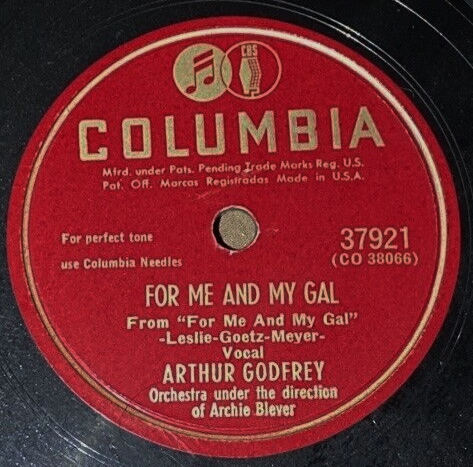 CBS
COLUMBIA
Mfrd. under Pats. Pending Trade Marks Reg. U.S.
Pat. Off. Marcas Registradas Made in U.S.A.
For perfect tone
use Columbia Needles
37921
(CO 38066)
FOR ME AND MY GAL
From "For Me And My Gal"
-Leslie-Goetz-Meyer-
Vocal
ARTHUR GODFREY
Orchestra under the direction
of Archie Blever